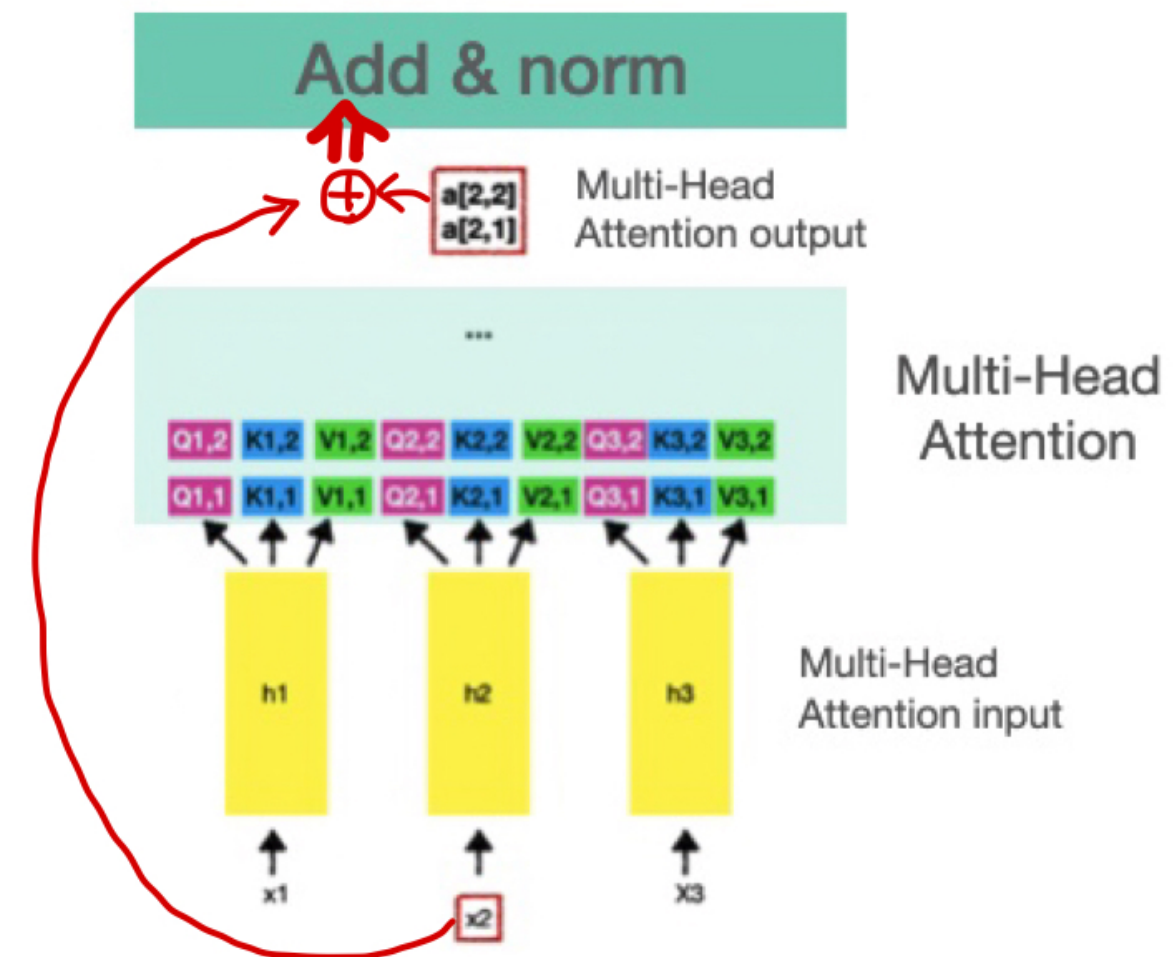 Add & norm
a[2,2]
a[2,1]
Multi-Head
Attention output
...
Multi-Head
Attention
Q1,2 K1,2 V1,2 Q2,2 K2,2 V2,2 Q3,2 K3,2 V3,2
Q1,1 K1,1 V1,1 Q2,1 K2,1 V2,1 Q3,1 K3,1 V3,1
h1 h2 h3
Multi-Head
Attention input
x1 x2 X3